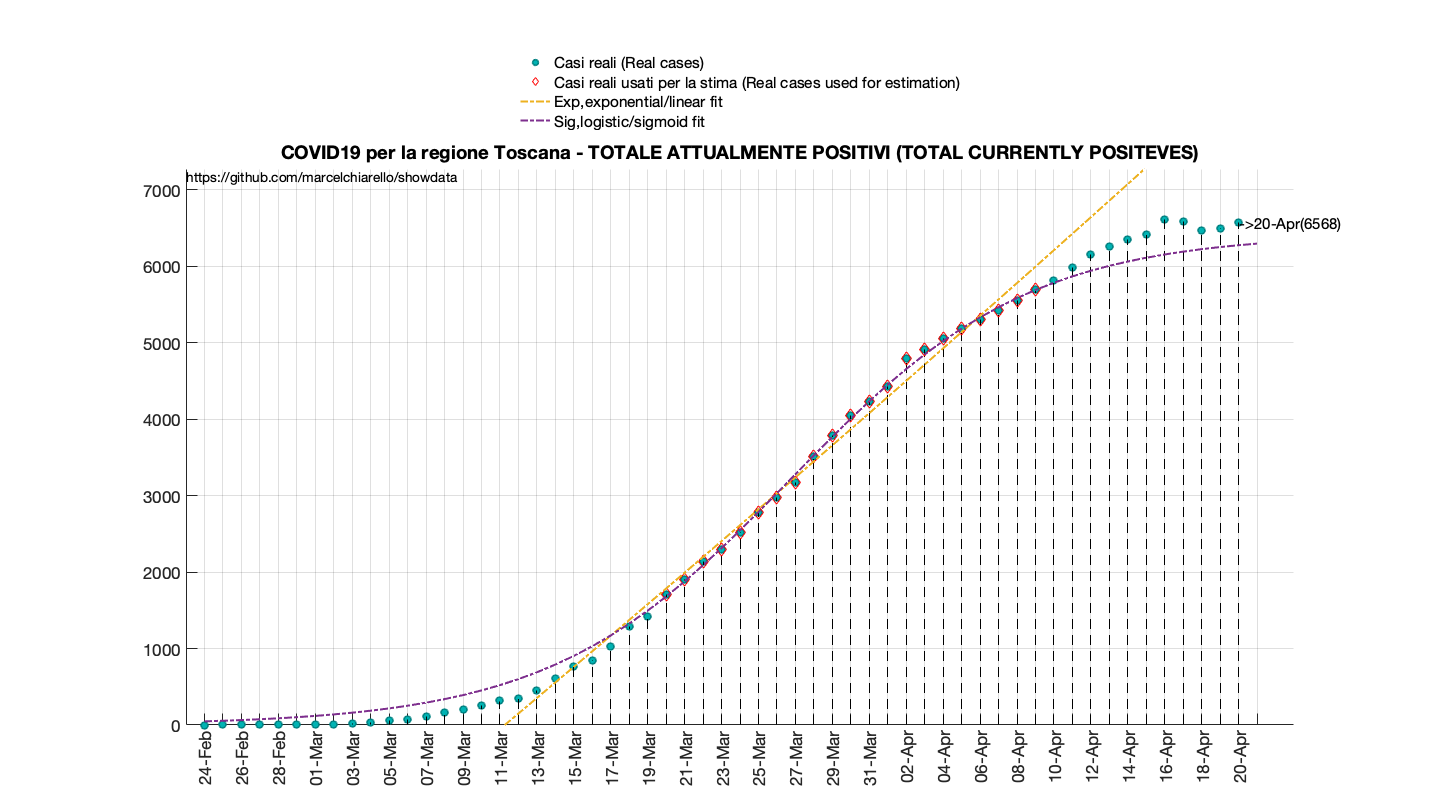 Casi reali (Real cases)
Casi reali usati per la stima (Real cases used for estimation)
Exp,exponential/linear fit
Sig,logistic/sigmoid fit
COVID19 per la regione Toscana - TOTALE ATTUALMENTE POSITIVI (TOTAL CURRENTLY POSITEVES)
https://github.com/marcelchiarello/showdata
7000
6000
5000
4000
3000
2000
1000
0
->20-Apr(6568)
24-Feb
26-Feb
28-Feb
01-Mar
03-Mar
05-Mar
07-Mar
09-Mar
11-Mar
13-Mar
15-Mar
17-Mar
19-Mar
21-Mar
23-Mar
25-Mar
27-Mar
29-Mar
31-Mar
02-Apr
04-Apr
06-Apr
08-Apr
10-Apr
12-Apr
14-Apr
16-Apr
18-Apr
20-Apr